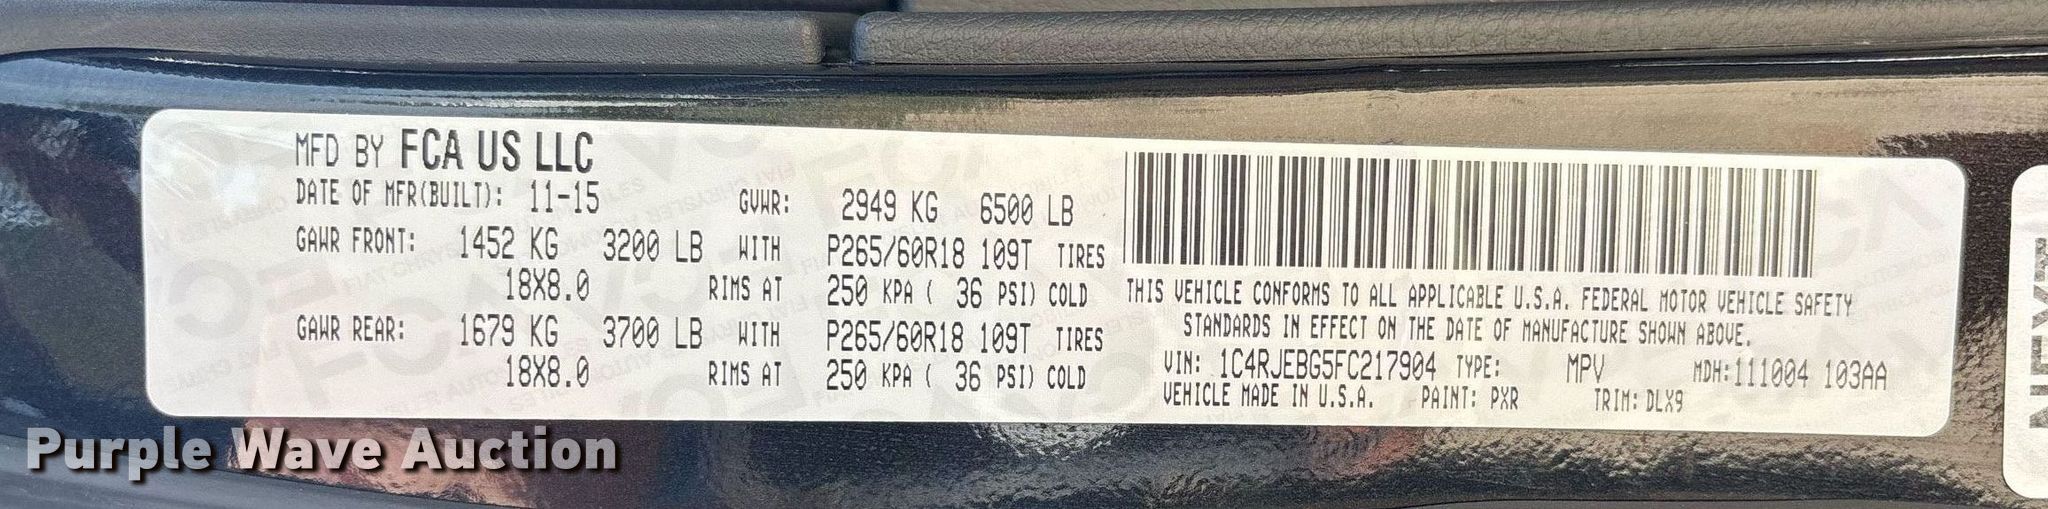 MFD BY FCA US LLC
DATE OF MFR(BUILT): 11-15 GVWR: 2949 KG 6500 LB
GAWR FRONT: 1452 KG 3200 LB WITH P265/60R18 109T TIRES
18X8.0 RIMS AT 250 KPA ( 36 PSI) COLD
GAWR REAR: 1679 KG 3700 LB WITH P265/60R18 109T TIRES
18X8.0 RIMS AT 250 KPA ( 36 PSI) COLD
THIS VEHICLE CONFORMS TO ALL APPLICABLE U.S.A. FEDERAL MOTOR VEHICLE SAFETY
STANDARDS IN EFFECT ON THE DATE OF MANUFACTURE SHOWN ABOVE.
VIN: 1C4RJEBG5FC217904 TYPE: MPV MDH: 111004 103AA
VEHICLE MADE IN U.S.A. PAINT: PXR TRIM: DLX9
Purple Wave Auction